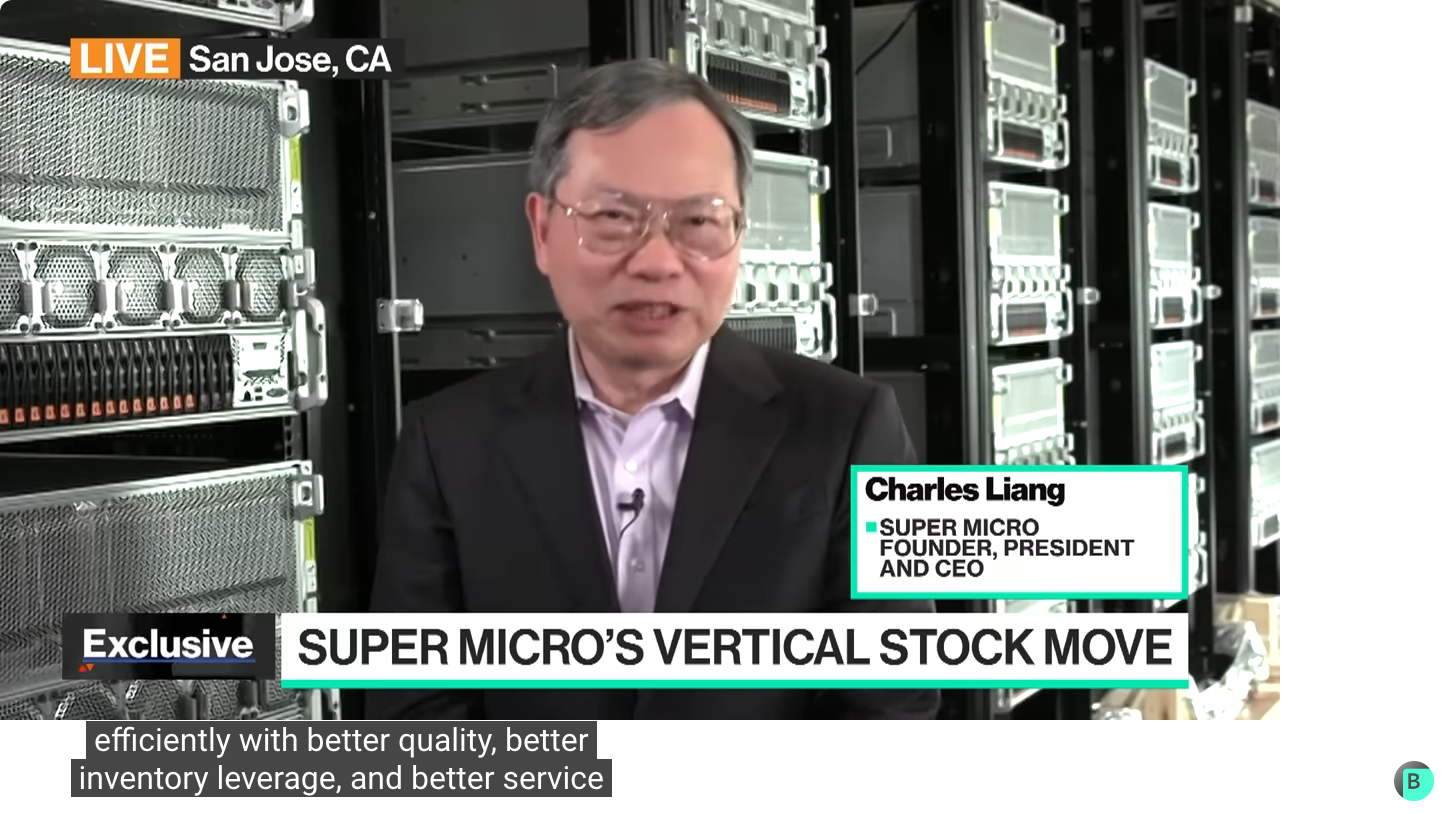 LIVE San Jose, CA
Charles Liang
SUPER MICRO
FOUNDER, PRESIDENT
AND CEO
Exclusive SUPER MICRO'S VERTICAL STOCK MOVE
efficiently with better quality, better
inventory leverage, and better service
B